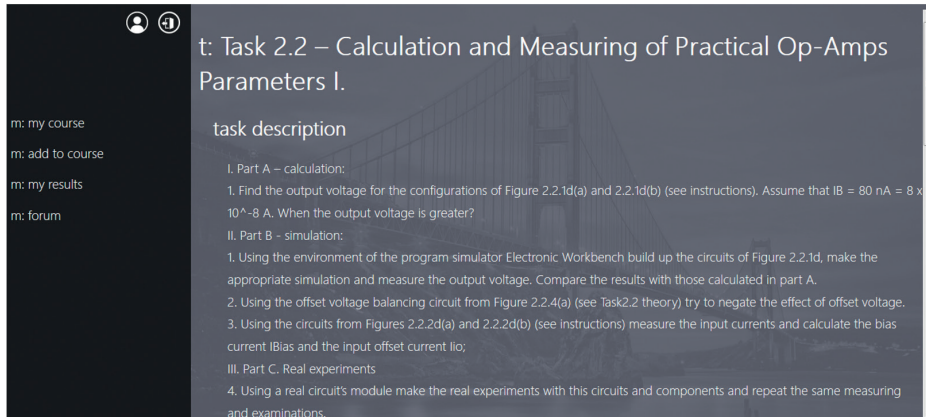 t: Task 2.2 – Calculation and Measuring of Practical Op-Amps
Parameters I.
task description
m: my course
m: add to course
m: my results
m: forum
I. Part A – calculation:
1. Find the output voltage for the configurations of Figure 2.2.1d(a) and 2.2.1d(b) (see instructions). Assume that IB = 80 nA = 8 x
10^-8 A. When the output voltage is greater?
II. Part B - simulation:
1. Using the environment of the program simulator Electronic Workbench build up the circuits of Figure 2.2.1d, make the
appropriate simulation and measure the output voltage. Compare the results with those calculated in part A.
2. Using the offset voltage balancing circuit from Figure 2.2.4(a) (see Task2.2 theory) try to negate the effect of offset voltage.
3. Using the circuits from Figures 2.2.2d(a) and 2.2.2d(b) (see instructions) measure the input currents and calculate the bias
current IBias and the input offset current Iio;
III. Part C. Real experiments
4. Using a real circuit's module make the real experiments with this circuits and components and repeat the same measuring
and examinations.